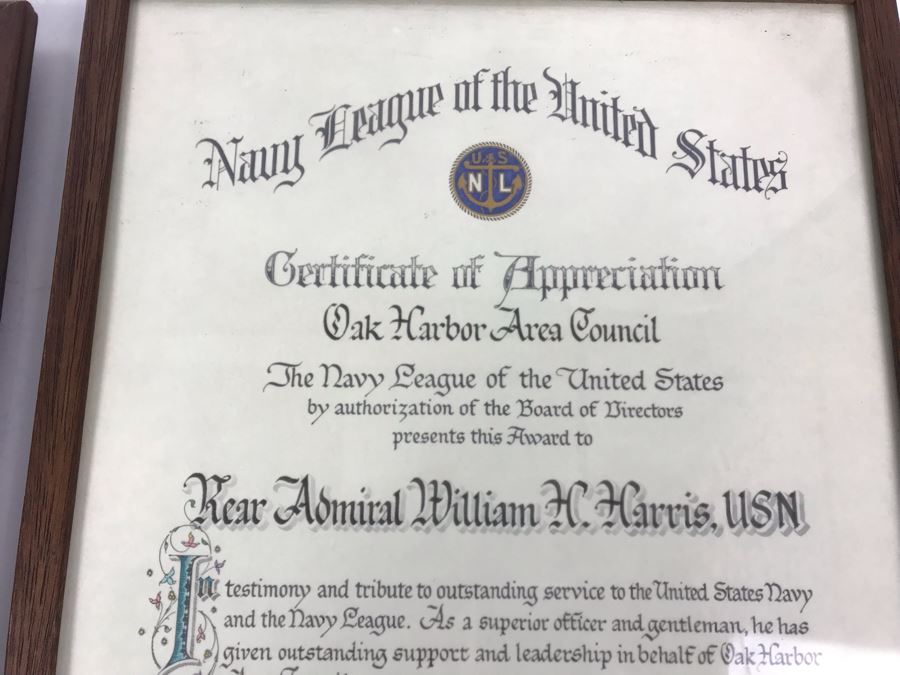 Navy League of the United States
U S
N L
Certificate of Appreciation
Oak Harbor Area Council
The Navy League of the United States
by authorization of the Board of Directors
presents this Award to
Rear Admiral William H. Harris, USN
In testimony and tribute to outstanding service to the United States Navy
and the Navy League. As a superior officer and gentleman, he has
given outstanding support and leadership in behalf of Oak Harbor